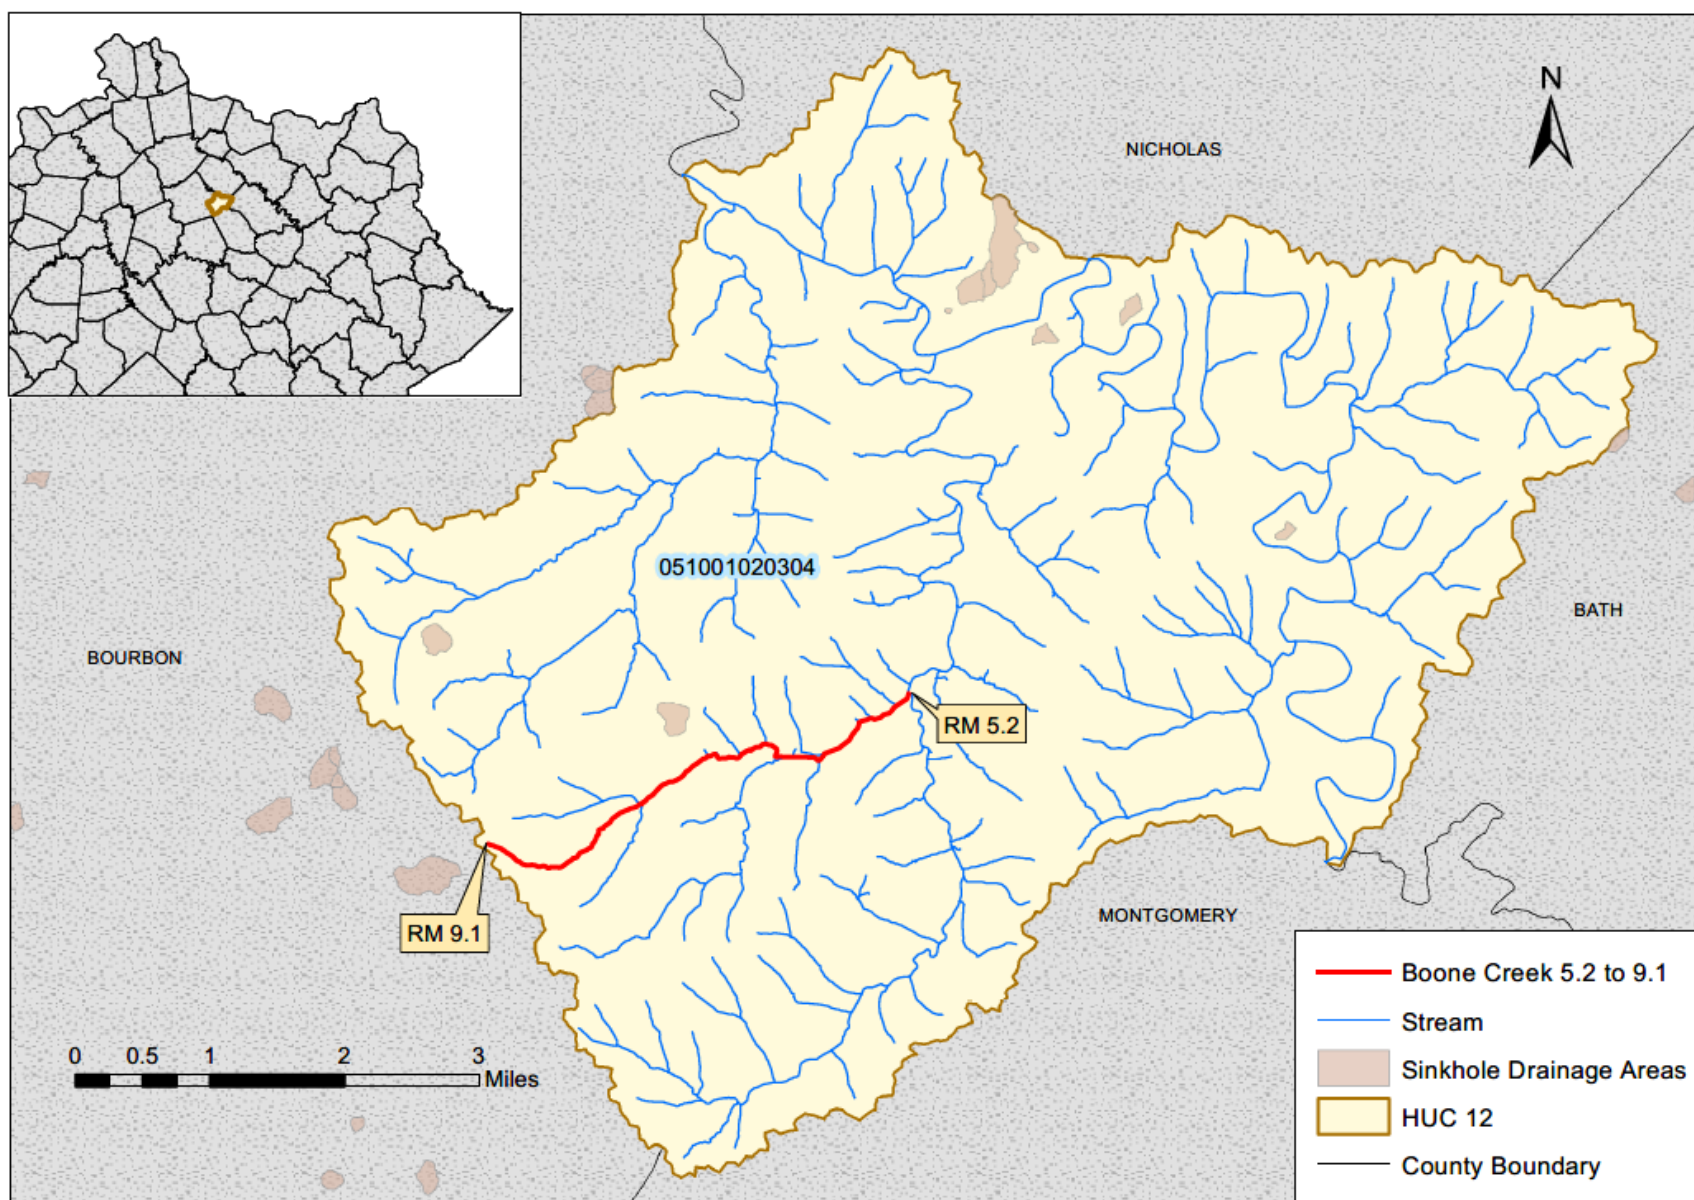 N
NICHOLAS
051001020304
BATH
BOURBON
RM 5.2
MONTGOMERY
RM 9.1
0 0.5 1 2 3
Miles
Boone Creek 5.2 to 9.1
Stream
Sinkhole Drainage Areas
HUC 12
County Boundary